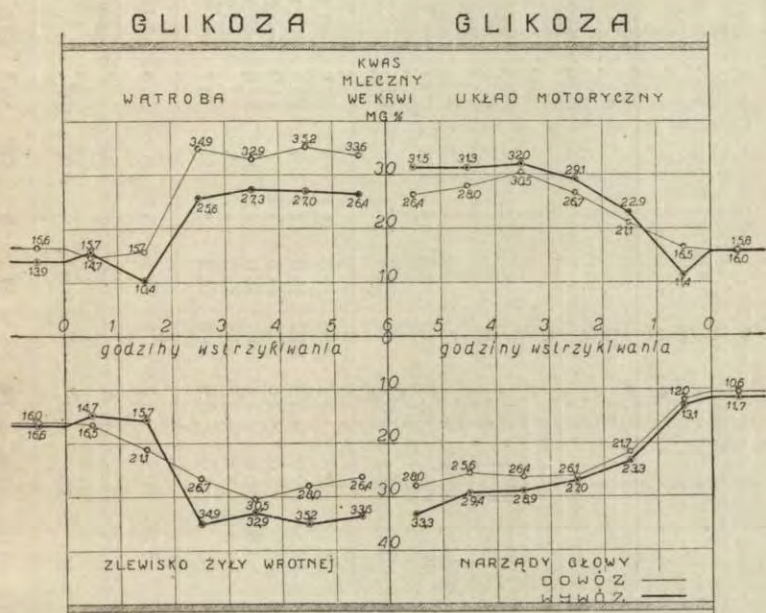 GLIKOZA GLIKOZA
KWAS
MLECZNY
WE KRWI
MG %
WĄTROBA UKŁAD MOTORYCZNY
34,9 32,9 35,2 33,6 31,5 31,3 32,0 29,1
30
25,6 27,3 27,0 26,4 26,4 28,0 30,5 26,7 22,9
20
16,6 15,7 15,7 21,1 16,5 15,8
13,9 14,7 10,4 11,4 16,0
10
0 1 2 3 4 5 6 5 4 3 2 1 0
0
godziny wstrzykiwania godziny wstrzykiwania
10
16,0 14,7 15,7 12,0 10,6
16,6 16,5 13,1 11,7
20
21,1 26,7 30,5 28,0 26,4 28,0 25,6 26,4 26,1 21,7
30
34,9 32,9 35,2 33,6 33,3 29,4 28,9 27,0 23,3
40
ZLEWISKO ŻYŁY WROTNEJ NARZĄDY GŁOWY
DOWÓZ
WYWÓZ